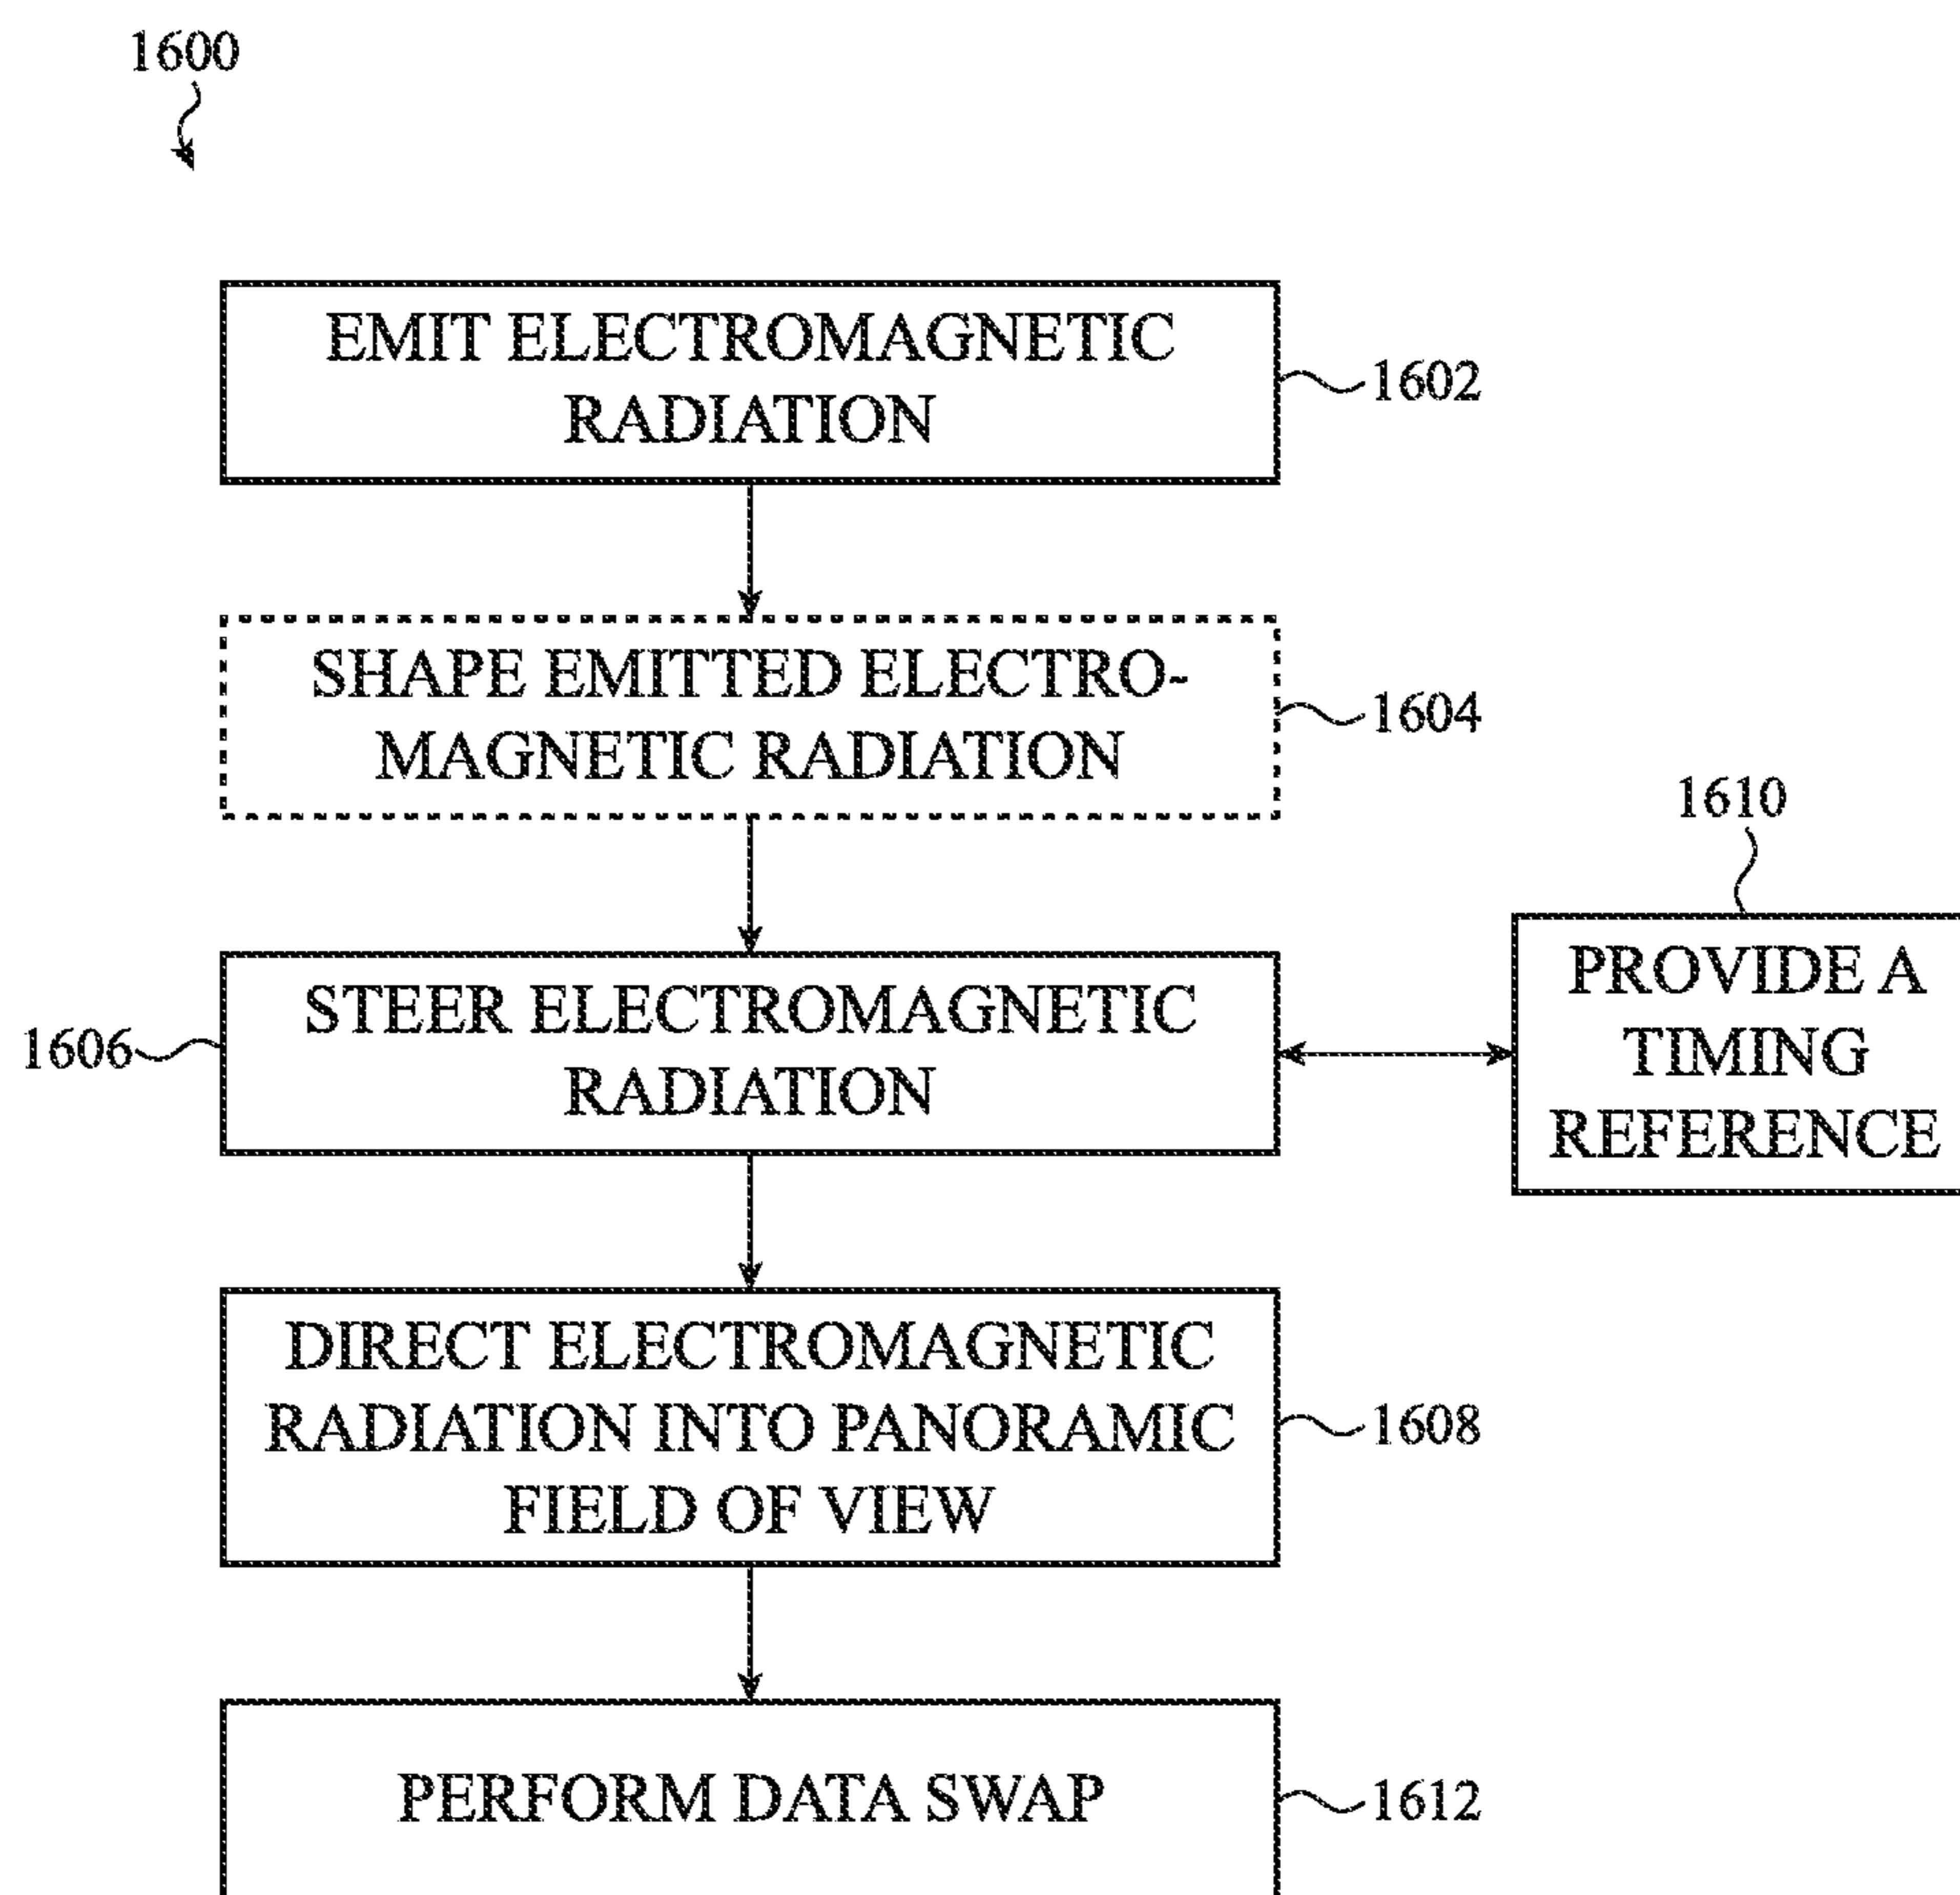 1600
EMIT ELECTROMAGNETIC
RADIATION
1602
SHAPE EMITTED ELECTRO-
MAGNETIC RADIATION
1604
1610
STEER ELECTROMAGNETIC
RADIATION
1606
PROVIDE A
TIMING
REFERENCE
DIRECT ELECTROMAGNETIC
RADIATION INTO PANORAMIC
FIELD OF VIEW
1608
PERFORM DATA SWAP
1612